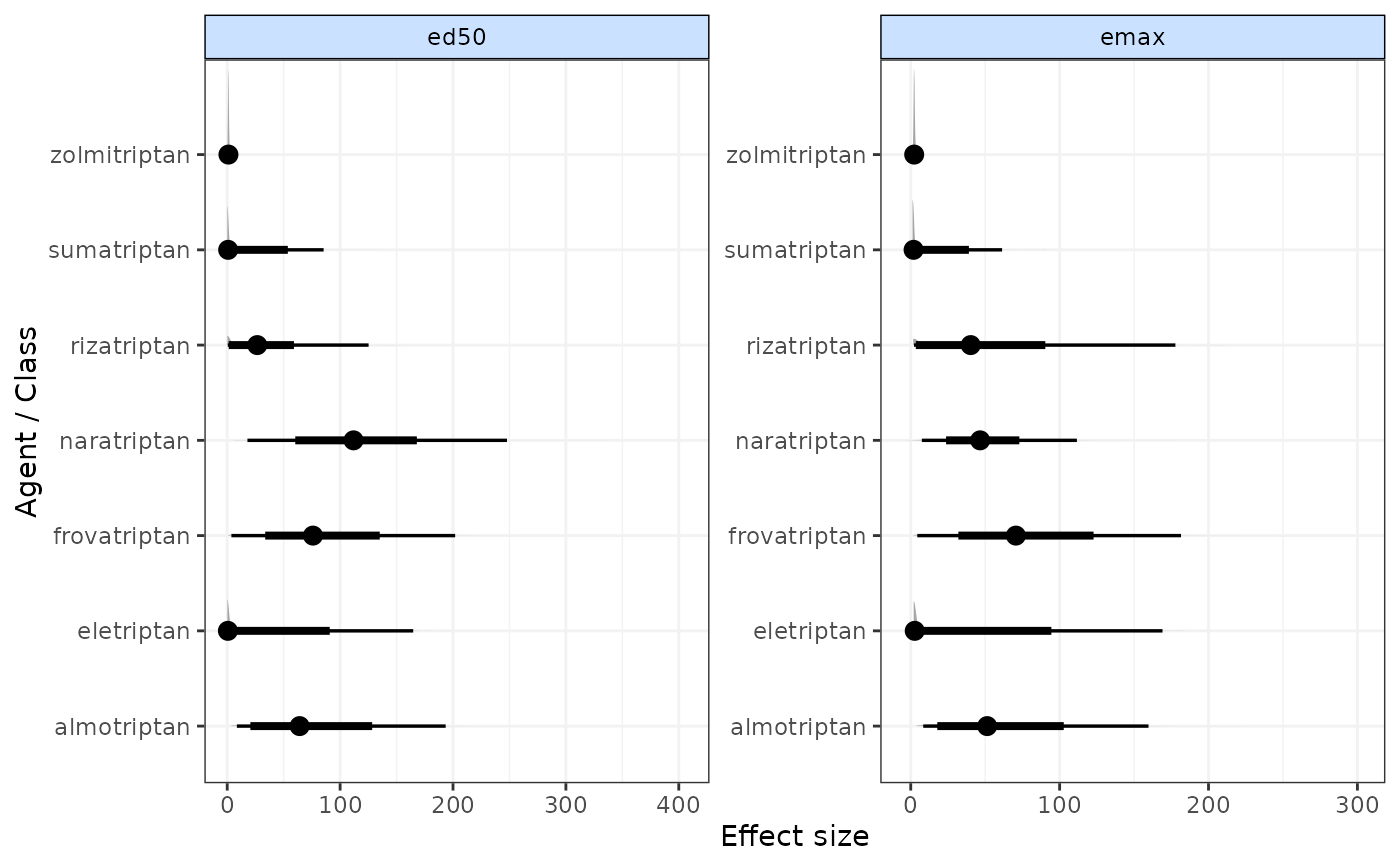 ed50 emax
zolmitriptan zolmitriptan
sumatriptan sumatriptan
rizatriptan rizatriptan
naratriptan naratriptan
frovatriptan frovatriptan
eletriptan eletriptan
almotriptan almotriptan
Agent / Class
0 100 200 300 400 0 100 200 300
Effect size